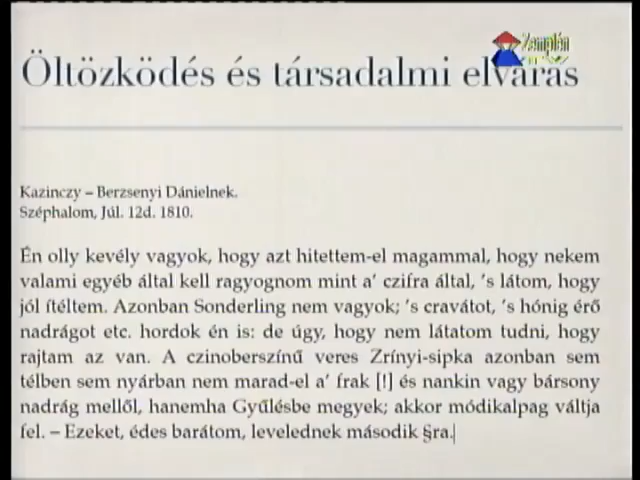 Zemplén
Öltözködés és társadalmi elvárás
Kazinczy – Berzsenyi Dánielnek.
Széphalom, Júl. 12d. 1810.
Én olly kevély vagyok, hogy azt hitettem-el magammal, hogy nekem
valami egyéb által kell ragyognom mint a’ czifra által, ‘s látom, hogy
jól ítéltem. Azonban Sonderling nem vagyok; ‘s cravátot, ‘s hónig érő
nadrágot etc. hordok én is: de úgy, hogy nem látatom tudni, hogy
rajtam az van. A czinoberszínű veres Zrínyi-sipka azonban sem
télben sem nyárban nem marad-el a’ frak [!] és nankin vagy bársony
nadrág mellől, hanemha Gyűlésbe megyek; akkor módikalpag váltja
fel. – Ezeket, édes barátom, levelednek második §ra.